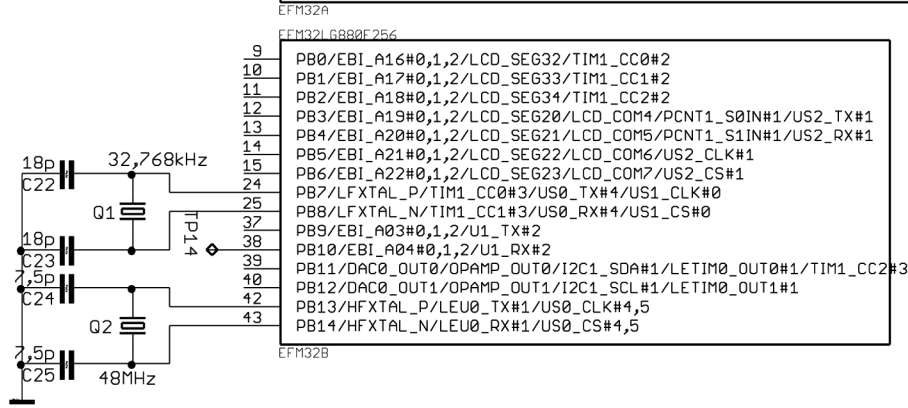 EFM32A
EFM32LG880F256
9 PB0/EBI_A16#0,1,2/LCD_SEG32/TIM1_CC0#2
10 PB1/EBI_A17#0,1,2/LCD_SEG33/TIM1_CC1#2
11 PB2/EBI_A18#0,1,2/LCD_SEG34/TIM1_CC2#2
12 PB3/EBI_A19#0,1,2/LCD_SEG20/LCD_COM4/PCNT1_S0IN#1/US2_TX#1
13 PB4/EBI_A20#0,1,2/LCD_SEG21/LCD_COM5/PCNT1_S1IN#1/US2_RX#1
14 PB5/EBI_A21#0,1,2/LCD_SEG22/LCD_COM6/US2_CLK#1
15 PB6/EBI_A22#0,1,2/LCD_SEG23/LCD_COM7/US2_CS#1
24 PB7/LFXTAL_P/TIM1_CC0#3/US0_TX#4/US1_CLK#0
25 PB8/LFXTAL_N/TIM1_CC1#3/US0_RX#4/US1_CS#0
37 PB9/EBI_A03#0,1,2/U1_TX#2
38 PB10/EBI_A04#0,1,2/U1_RX#2
39 PB11/DAC0_OUT0/OPAMP_OUT0/I2C1_SDA#1/LETIM0_OUT0#1/TIM1_CC2#3
40 PB12/DAC0_OUT1/OPAMP_OUT1/I2C1_SCL#1/LETIM0_OUT1#1
42 PB13/HFXTAL_P/LEU0_TX#1/US0_CLK#4,5
43 PB14/HFXTAL_N/LEU0_RX#1/US0_CS#4,5
EFM32B
18p
C22
32,768kHz
Q1
TP14
18p
C23
7,5p
C24
Q2
7,5p
C25
48MHz